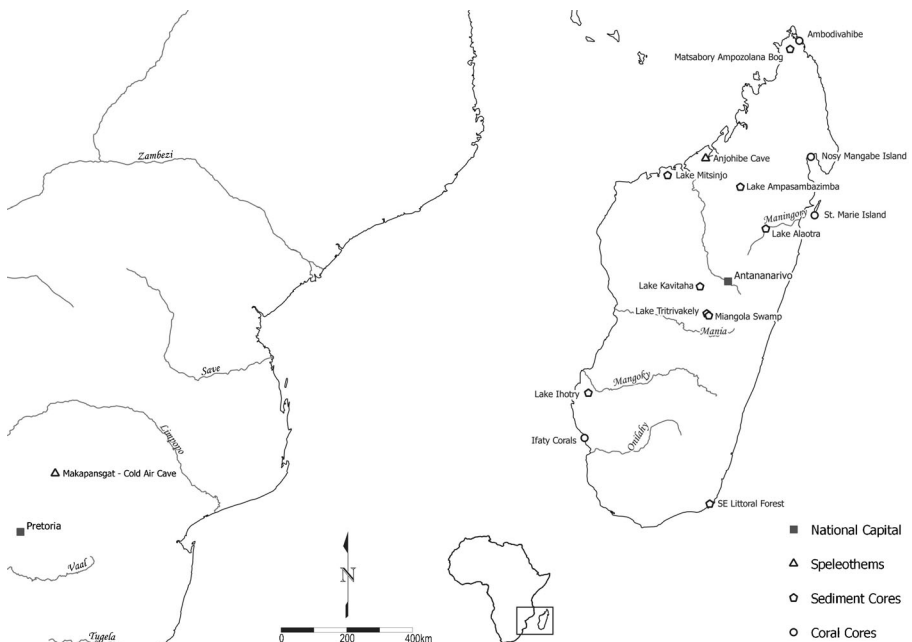 Ambodivahibe
Matsabory Ampozolana Bog
Zambezi
Anjohibe Cave
Nosy Mangabe Island
Lake Mitsinjo
Lake Ampasambazimba
Maningory
St. Marie Island
Lake Alaotra
Antananarivo
Lake Kavitaha
Lake Tritrivakely
Miangola Swamp
Mania
Save
Mangoky
Lake Ihotry
Limpopo
Onilahy
Ifaty Corals
Makapansgat - Cold Air Cave
SE Littoral Forest
Pretoria
National Capital
Vaal
Speleothems
N
Sediment Cores
Tugela
0 200 400km
Coral Cores